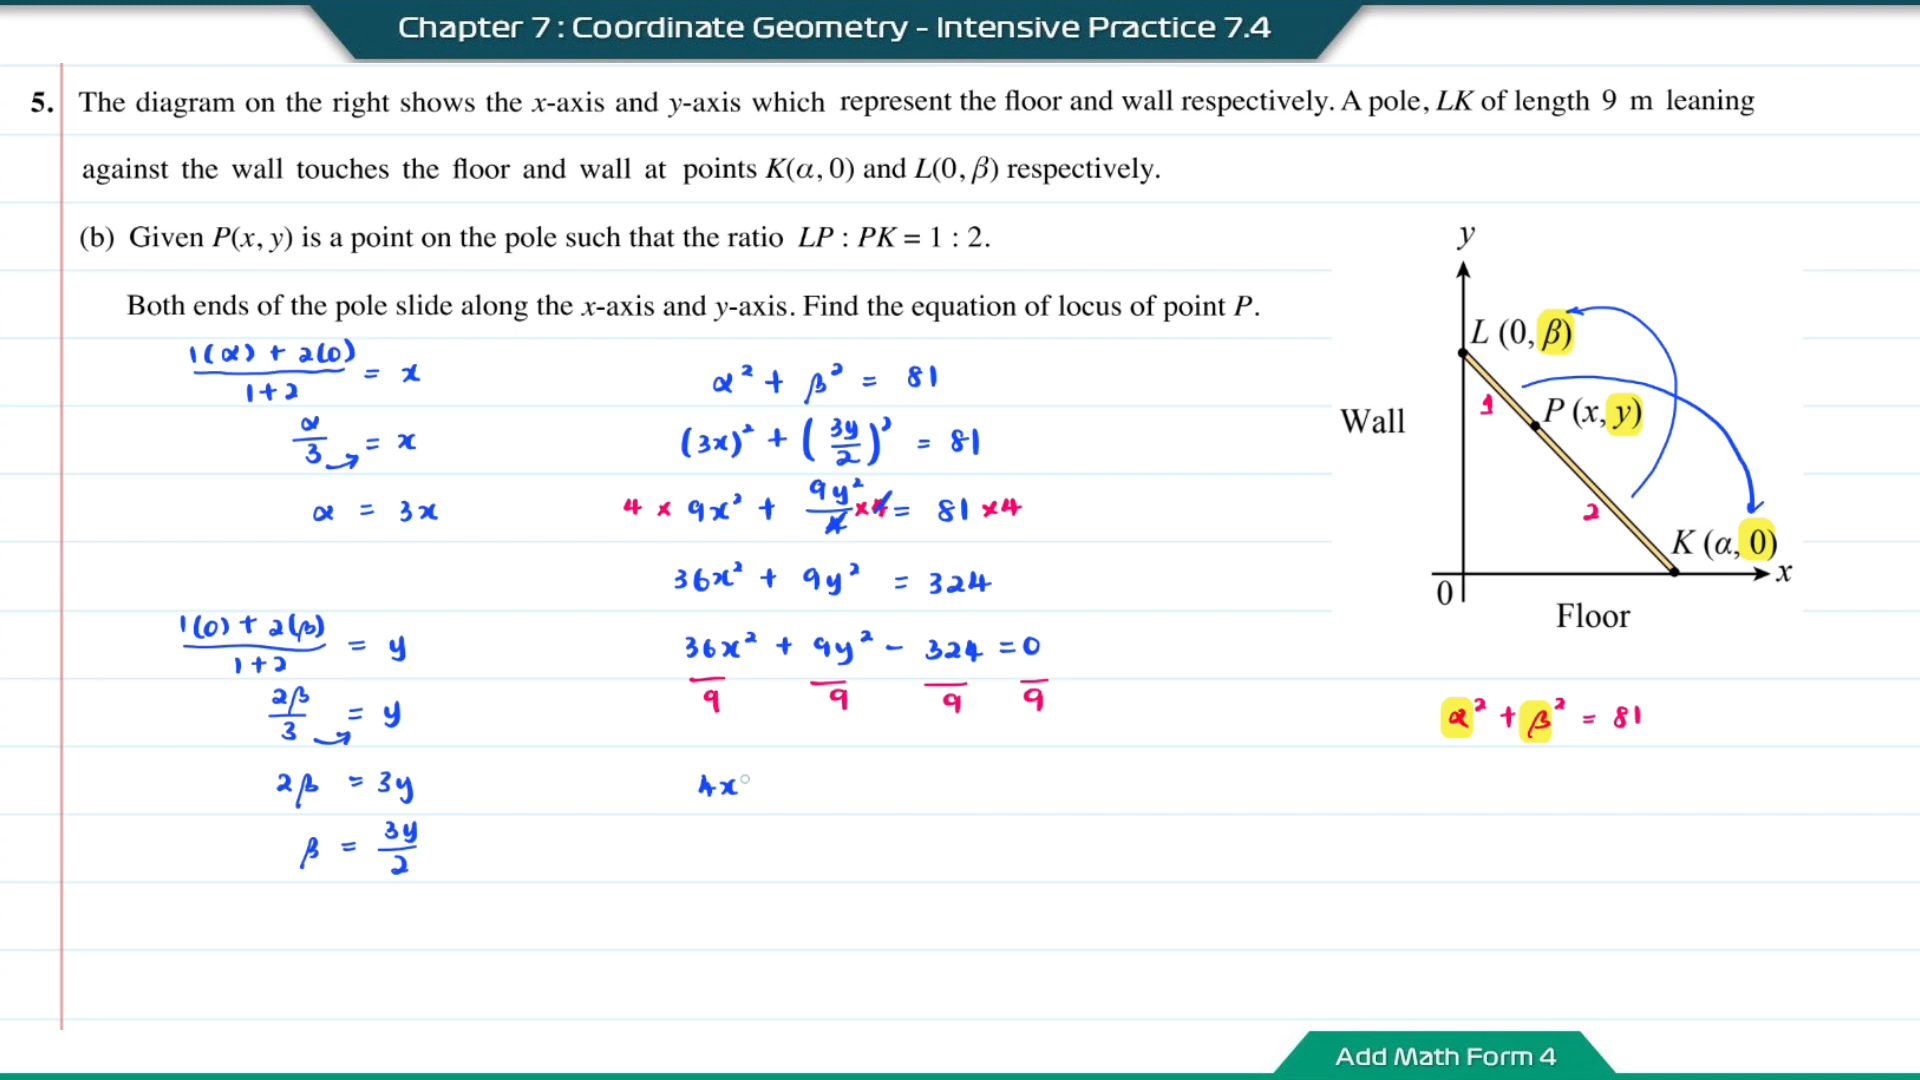 Chapter 7 : Coordinate Geometry - Intensive Practice 7.4
5. The diagram on the right shows the x-axis and y-axis which represent the floor and wall respectively. A pole, LK of length 9 m leaning
against the wall touches the floor and wall at points K(α, 0) and L(0, β) respectively.
(b) Given P(x, y) is a point on the pole such that the ratio LP : PK = 1 : 2.
Both ends of the pole slide along the x-axis and y-axis. Find the equation of locus of point P.
1(α) + 2(0)
/ 1+2 = x
α/3 = x
α = 3x
1(0) + 2(β)
/ 1+2 = y
2β/3 = y
2β = 3y
β = 3y/2
α² + β² = 81
(3x)² + (3y/2)² = 81
4 × 9x² + 9y²/4 ×4 = 81 ×4
36x² + 9y² = 324
36x² + 9y² - 324 = 0
/9 /9 /9 /9
4x
y
L (0, β)
1
P (x, y)
Wall
2
K (α, 0)
x
0
Floor
α² + β² = 81
Add Math Form 4